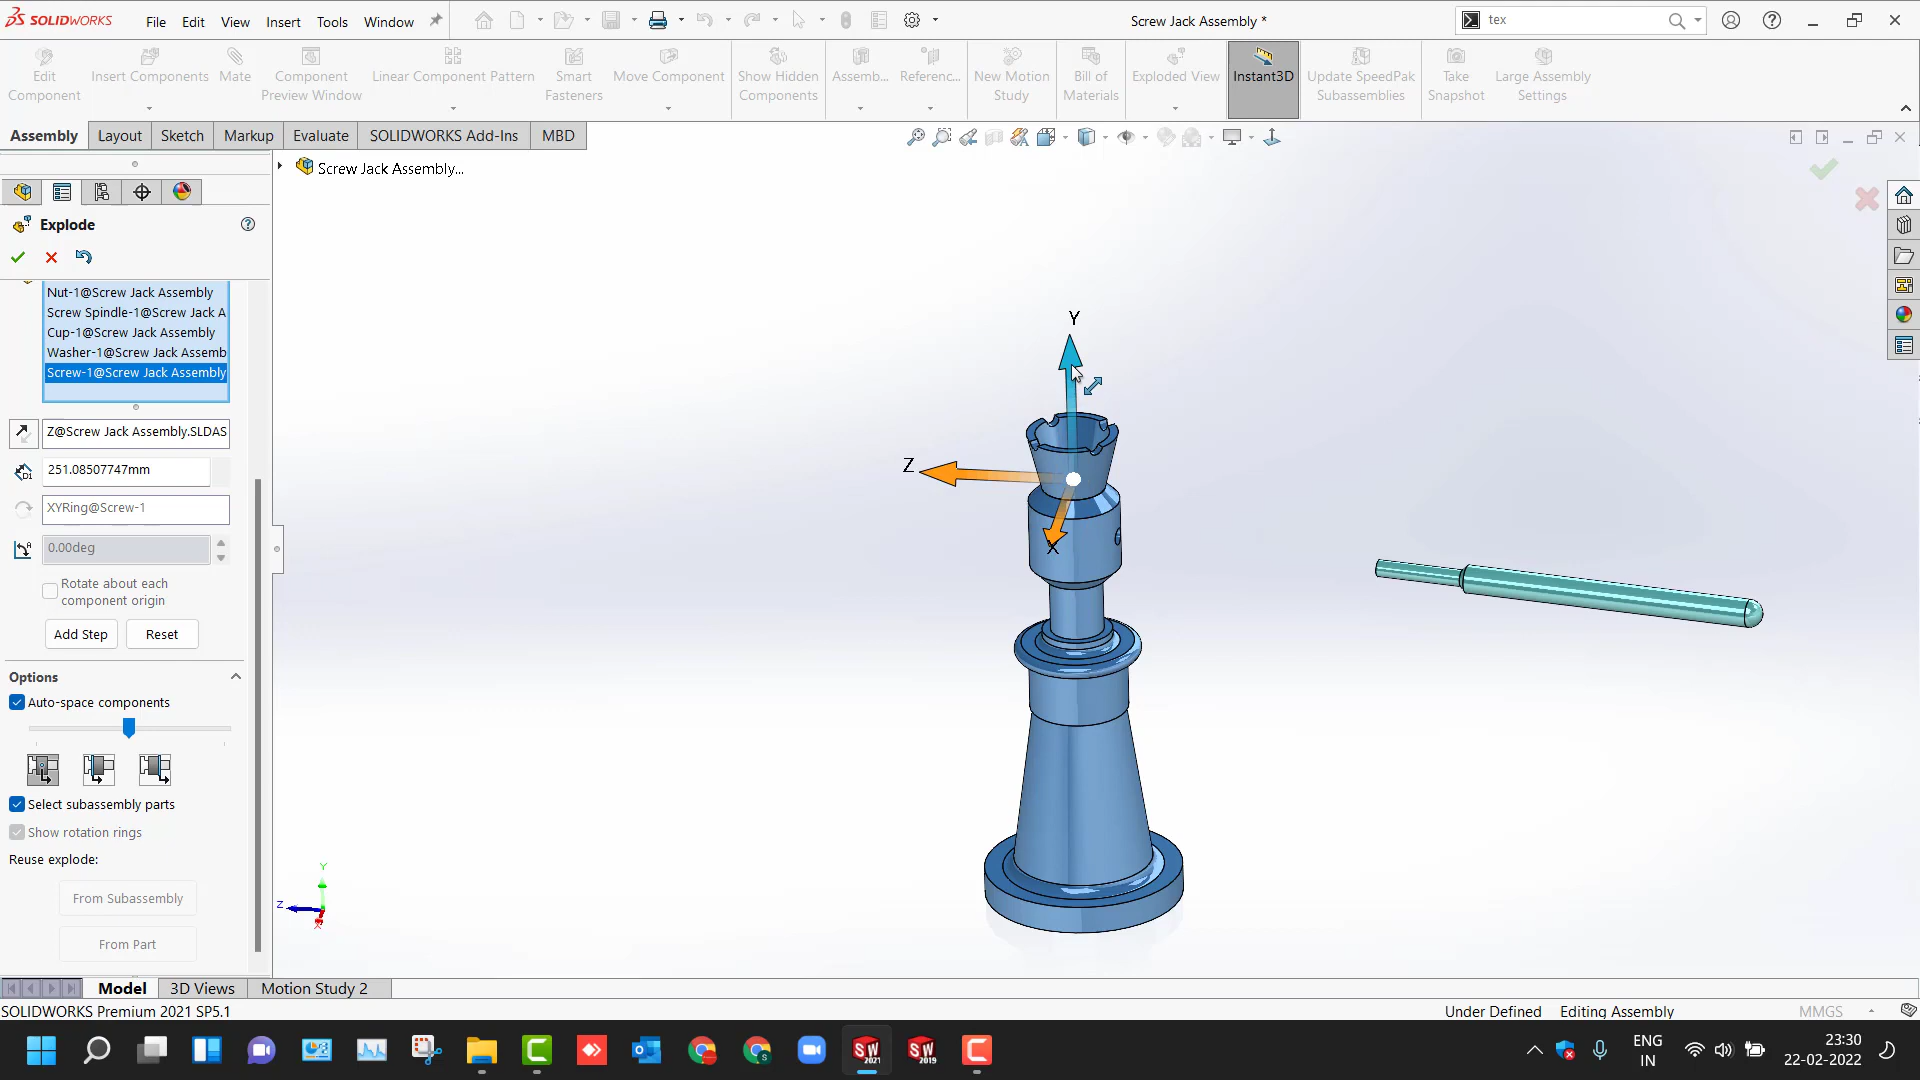 SOLIDWORKS File Edit View Insert Tools Window Screw Jack Assembly * tex
Edit Component
Insert Components
Mate
Component Preview Window
Linear Component Pattern
Smart Fasteners
Move Component
Show Hidden Components
Assemb...
Referenc...
New Motion Study
Bill of Materials
Exploded View
Instant3D
Update SpeedPak Subassemblies
Take Snapshot
Large Assembly Settings
Assembly Layout Sketch Markup Evaluate SOLIDWORKS Add-Ins MBD
Screw Jack Assembly...
Explode
Nut-1@Screw Jack Assembly
Screw Spindle-1@Screw Jack A
Cup-1@Screw Jack Assembly
Washer-1@Screw Jack Assemb
Screw-1@Screw Jack Assembly
Z@Screw Jack Assembly.SLDAS
251.08507747mm
XYRing@Screw-1
0.00deg
Rotate about each
component origin
Add Step Reset
Options
Auto-space components
Select subassembly parts
Show rotation rings
Reuse explode:
From Subassembly
From Part
Y
Z
X
Y
Z
X
Model 3D Views Motion Study 2
SOLIDWORKS Premium 2021 SP5.1 Under Defined Editing Assembly MMGS
SW 2021
SW 2019
ENG
IN
23:30
22-02-2022